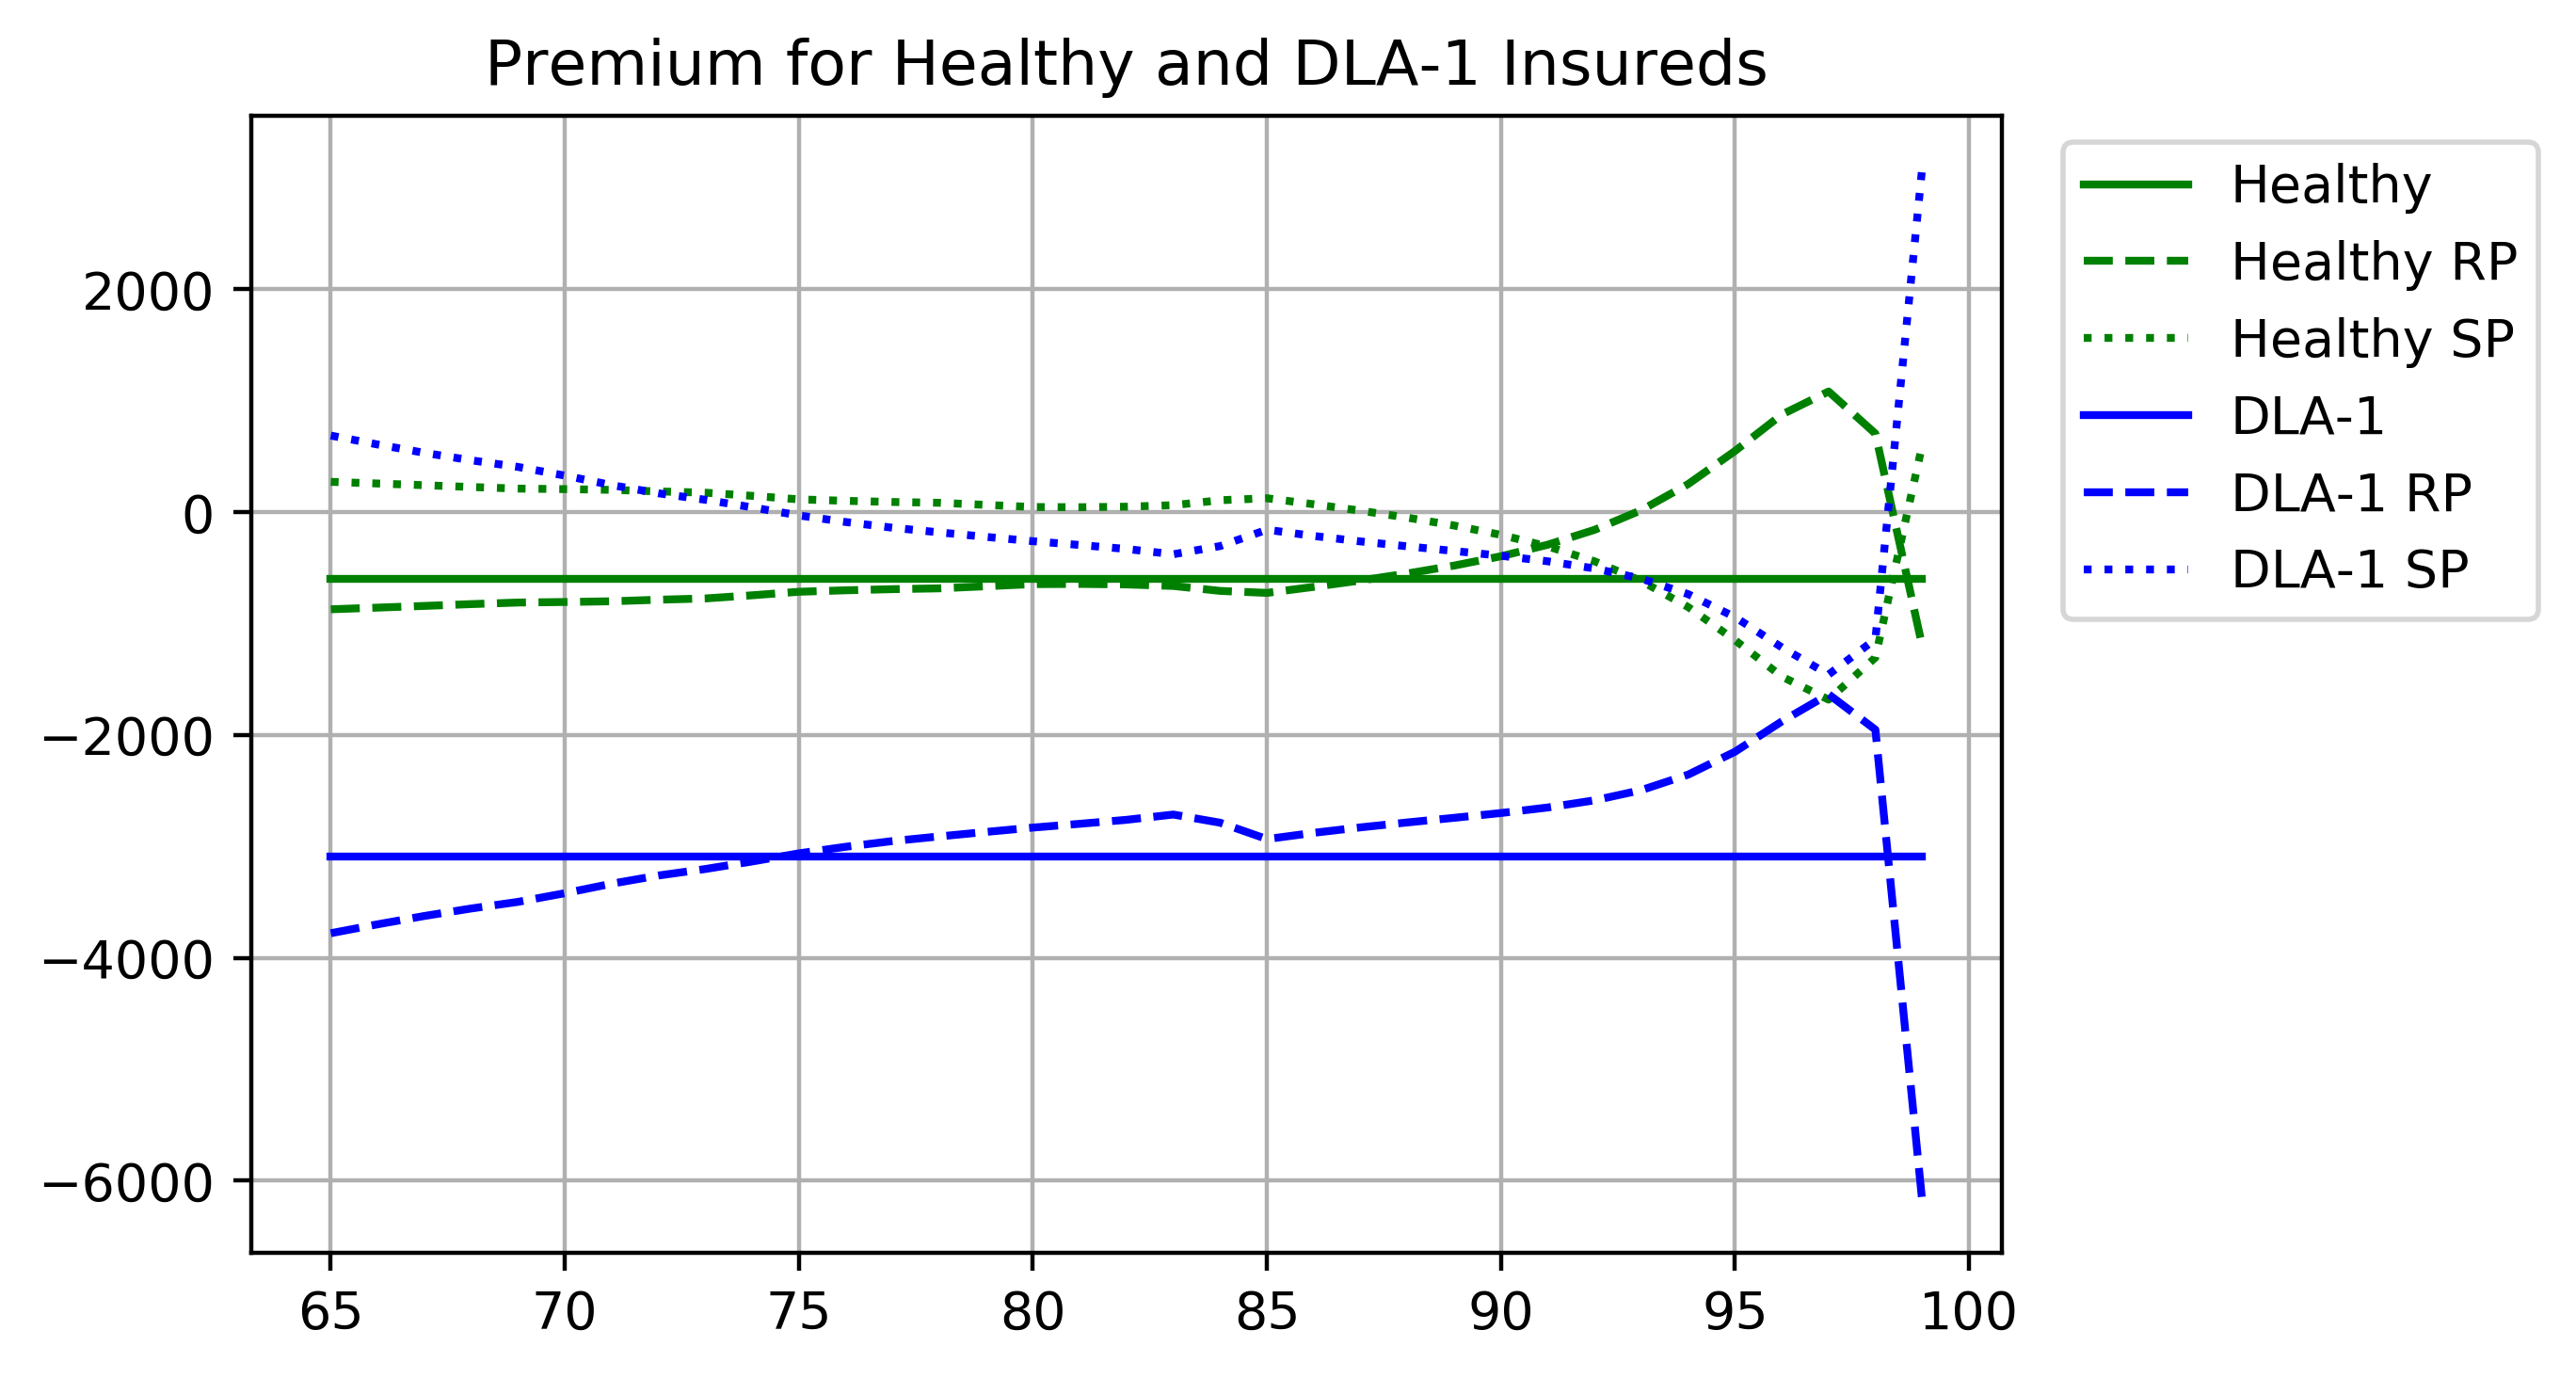 Premium for Healthy and DLA-1 Insureds
2000
0
−2000
−4000
−6000
65 70 75 80 85 90 95 100
Healthy
Healthy RP
Healthy SP
DLA-1
DLA-1 RP
DLA-1 SP